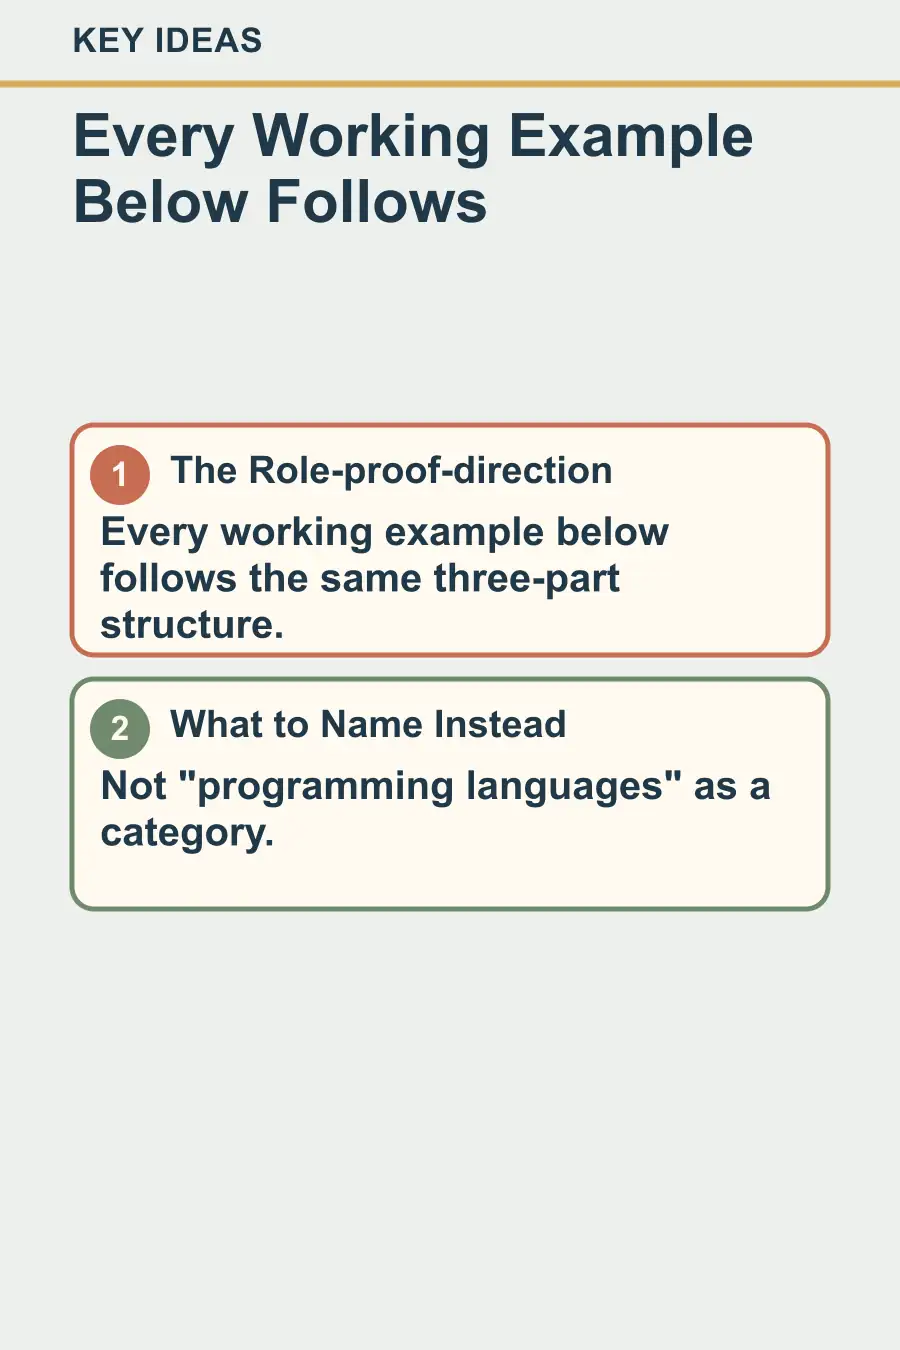 KEY IDEAS
Every Working Example
Below Follows
1 The Role-proof-direction
Every working example below
follows the same three-part
structure.
2 What to Name Instead
Not "programming languages" as a
category.